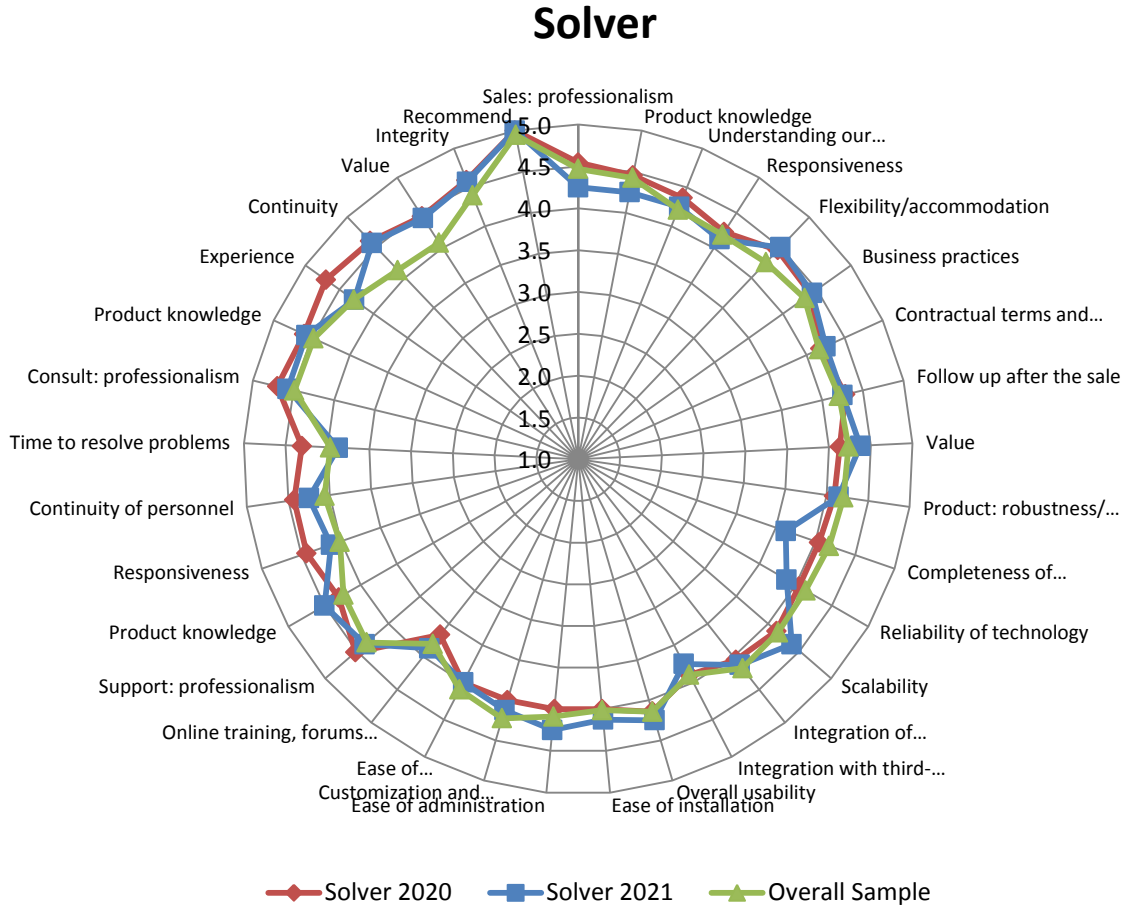 Solver
Sales: professionalism
Product knowledge
Understanding our…
Responsiveness
Flexibility/accommodation
Business practices
Contractual terms and…
Follow up after the sale
Value
Product: robustness/…
Completeness of…
Reliability of technology
Scalability
Integration of…
Integration with third-…
Overall usability
Ease of installation
Ease of administration
Customization and…
Ease of…
Online training, forums…
Support: professionalism
Product knowledge
Responsiveness
Continuity of personnel
Time to resolve problems
Consult: professionalism
Product knowledge
Experience
Continuity
Value
Integrity
Recommend
5.0
4.5
4.0
3.5
3.0
2.5
2.0
1.5
1.0
Solver 2020
Solver 2021
Overall Sample